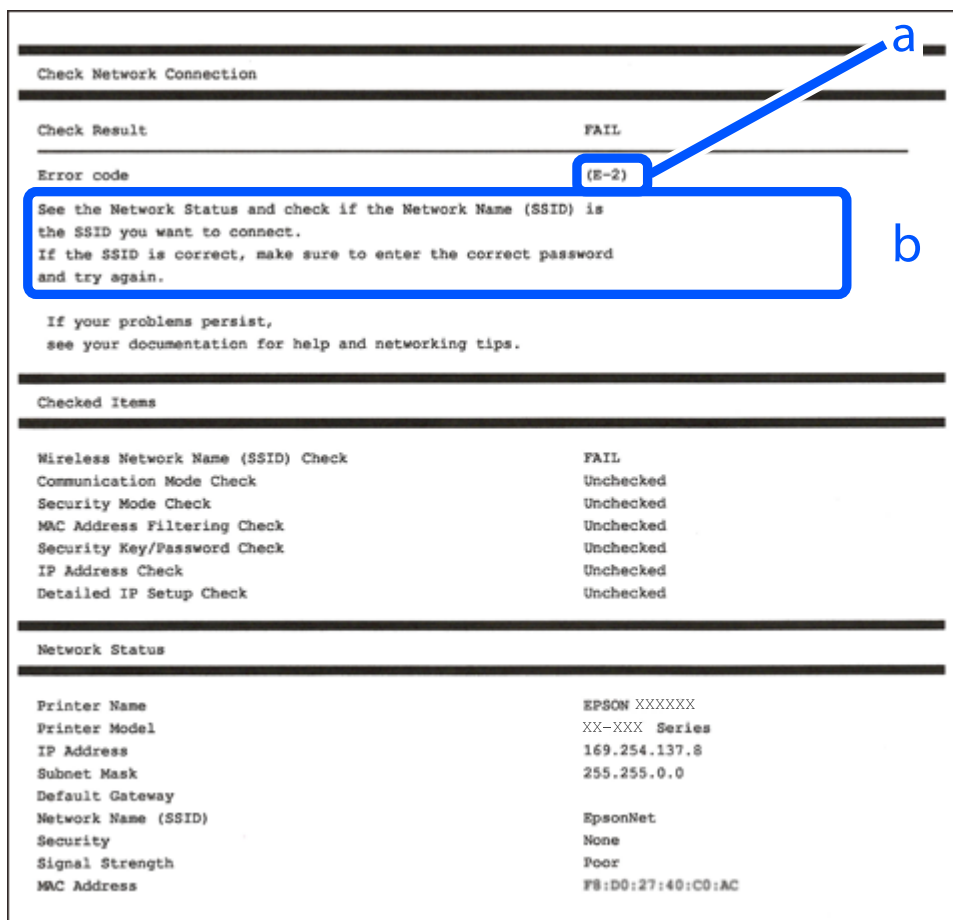 a
Check Network Connection
Check Result FAIL
Error code (E-2)
See the Network Status and check if the Network Name (SSID) is
the SSID you want to connect.
If the SSID is correct, make sure to enter the correct password
and try again.
b
If your problems persist,
see your documentation for help and networking tips.
Checked Items
Wireless Network Name (SSID) Check FAIL
Communication Mode Check Unchecked
Security Mode Check Unchecked
MAC Address Filtering Check Unchecked
Security Key/Password Check Unchecked
IP Address Check Unchecked
Detailed IP Setup Check Unchecked
Network Status
Printer Name EPSON XXXXXX
Printer Model XX-XXX Series
IP Address 169.254.137.8
Subnet Mask 255.255.0.0
Default Gateway
Network Name (SSID) EpsonNet
Security None
Signal Strength Poor
MAC Address F8:D0:27:40:C0:AC